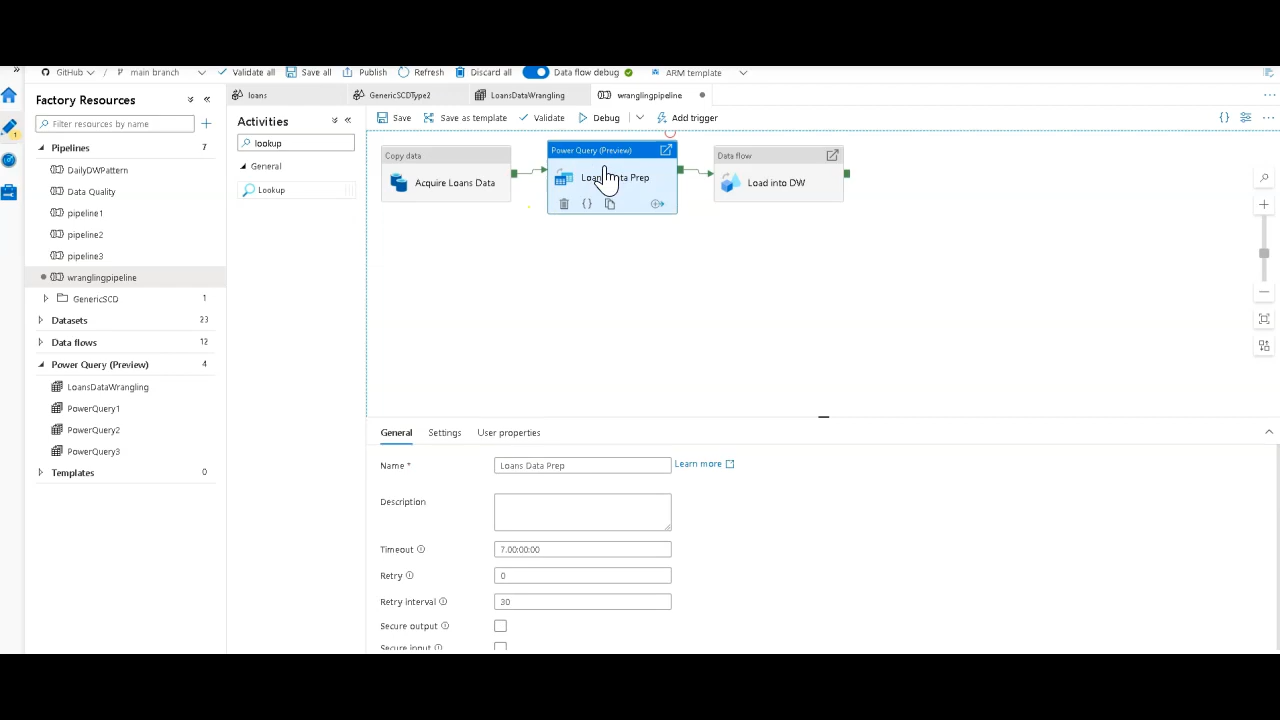 » GitHub / main branch Validate all Save all Publish Refresh Discard all Data flow debug ARM template
Factory Resources
Filter resources by name
Pipelines 7
DailyDWPattern
Data Quality
pipeline1
pipeline2
pipeline3
wranglingpipeline
GenericSCD 1
Datasets 23
Data flows 12
Power Query (Preview) 4
LoansDataWrangling
PowerQuery1
PowerQuery2
PowerQuery3
Templates 0
Activities
lookup
General
Lookup
loans GenericSCDType2 LoansDataWrangling wranglingpipeline
Save Save as template Validate Debug Add trigger {}
Copy data
Acquire Loans Data
Power Query (Preview)
Data Prep
{}
Data flow
Load into DW
General Settings User properties
Name * Loans Data Prep Learn more
Description
Timeout 7.00:00:00
Retry 0
Retry interval 30
Secure output
Secure input